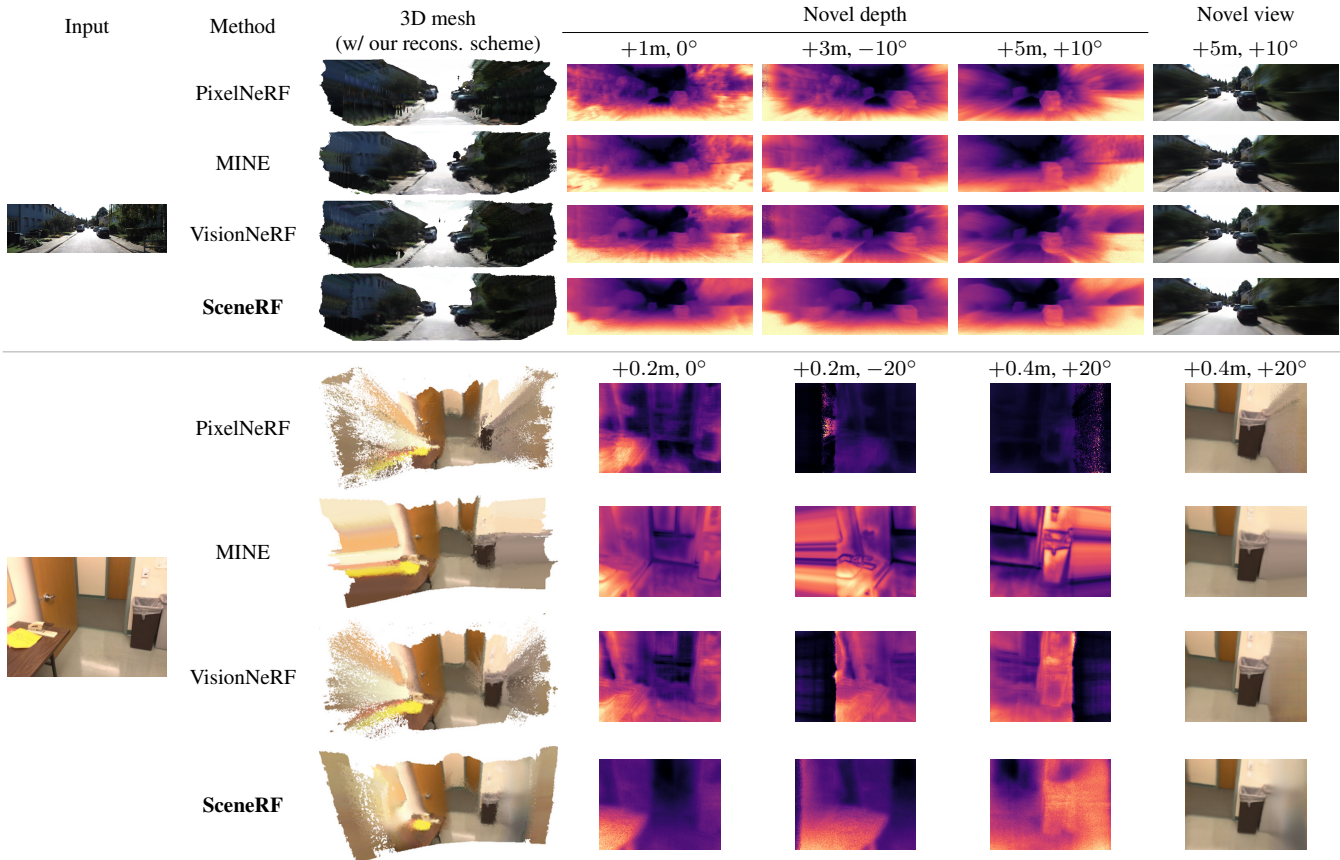 Input
Method
3D mesh
(w/ our recons. scheme)
Novel depth
Novel view
+1m, 0°
+3m, −10°
+5m, +10°
+5m, +10°
PixelNeRF
MINE
VisionNeRF
SceneRF
+0.2m, 0°
+0.2m, −20°
+0.4m, +20°
+0.4m, +20°
PixelNeRF
MINE
VisionNeRF
SceneRF